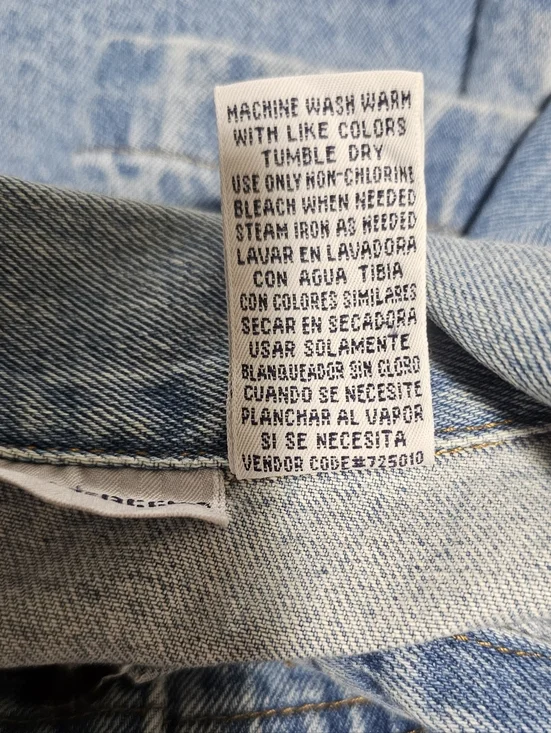 MACHINE WASH WARM
WITH LIKE COLORS
TUMBLE DRY
USE ONLY NON-CHLORINE
BLEACH WHEN NEEDED
STEAM IRON AS NEEDED
LAVAR EN LAVADORA
CON AGUA TIBIA
CON COLORES SIMILARES
SECAR EN SECADORA
USAR SOLAMENTE
BLANQUEADOR SIN CLORO
CUANDO SE NECESITE
PLANCHAR AL VAPOR
SI SE NECESITA
VENDOR CODE#725010